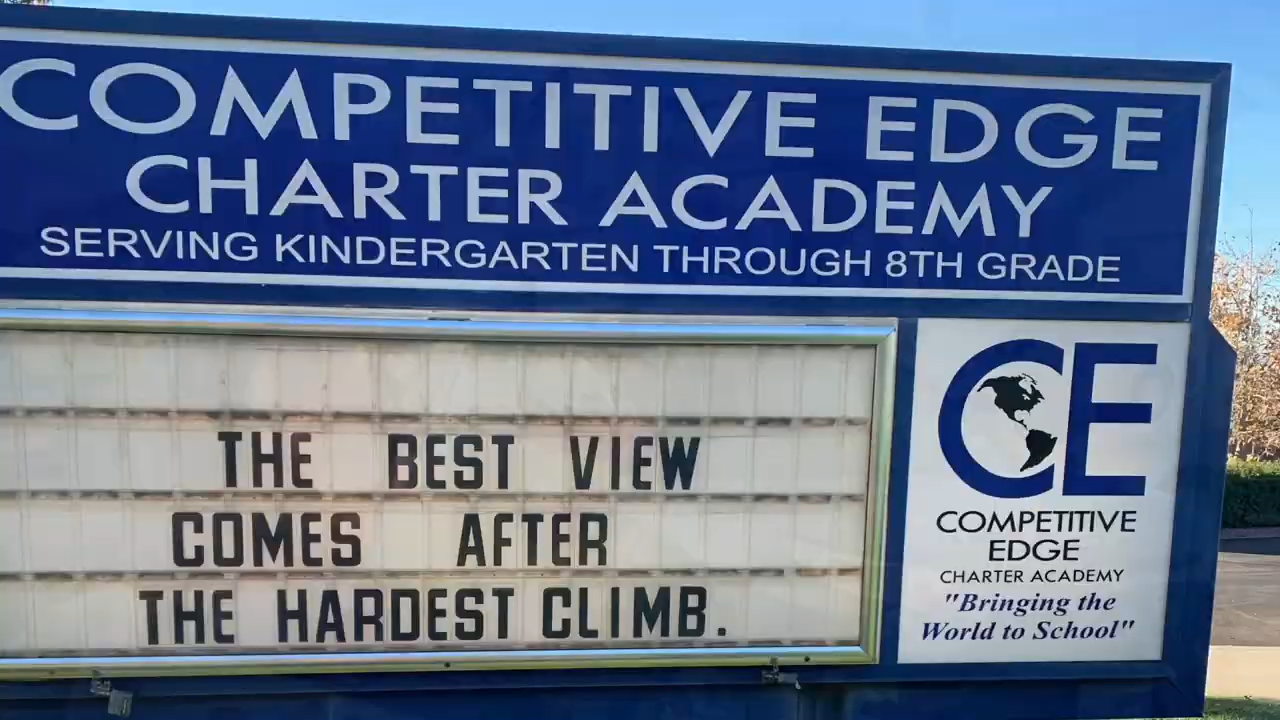 COMPETITIVE EDGE
CHARTER ACADEMY
SERVING KINDERGARTEN THROUGH 8TH GRADE
THE BEST VIEW
COMES AFTER
THE HARDEST CLIMB.
CE
COMPETITIVE
EDGE
CHARTER ACADEMY
"Bringing the
World to School"